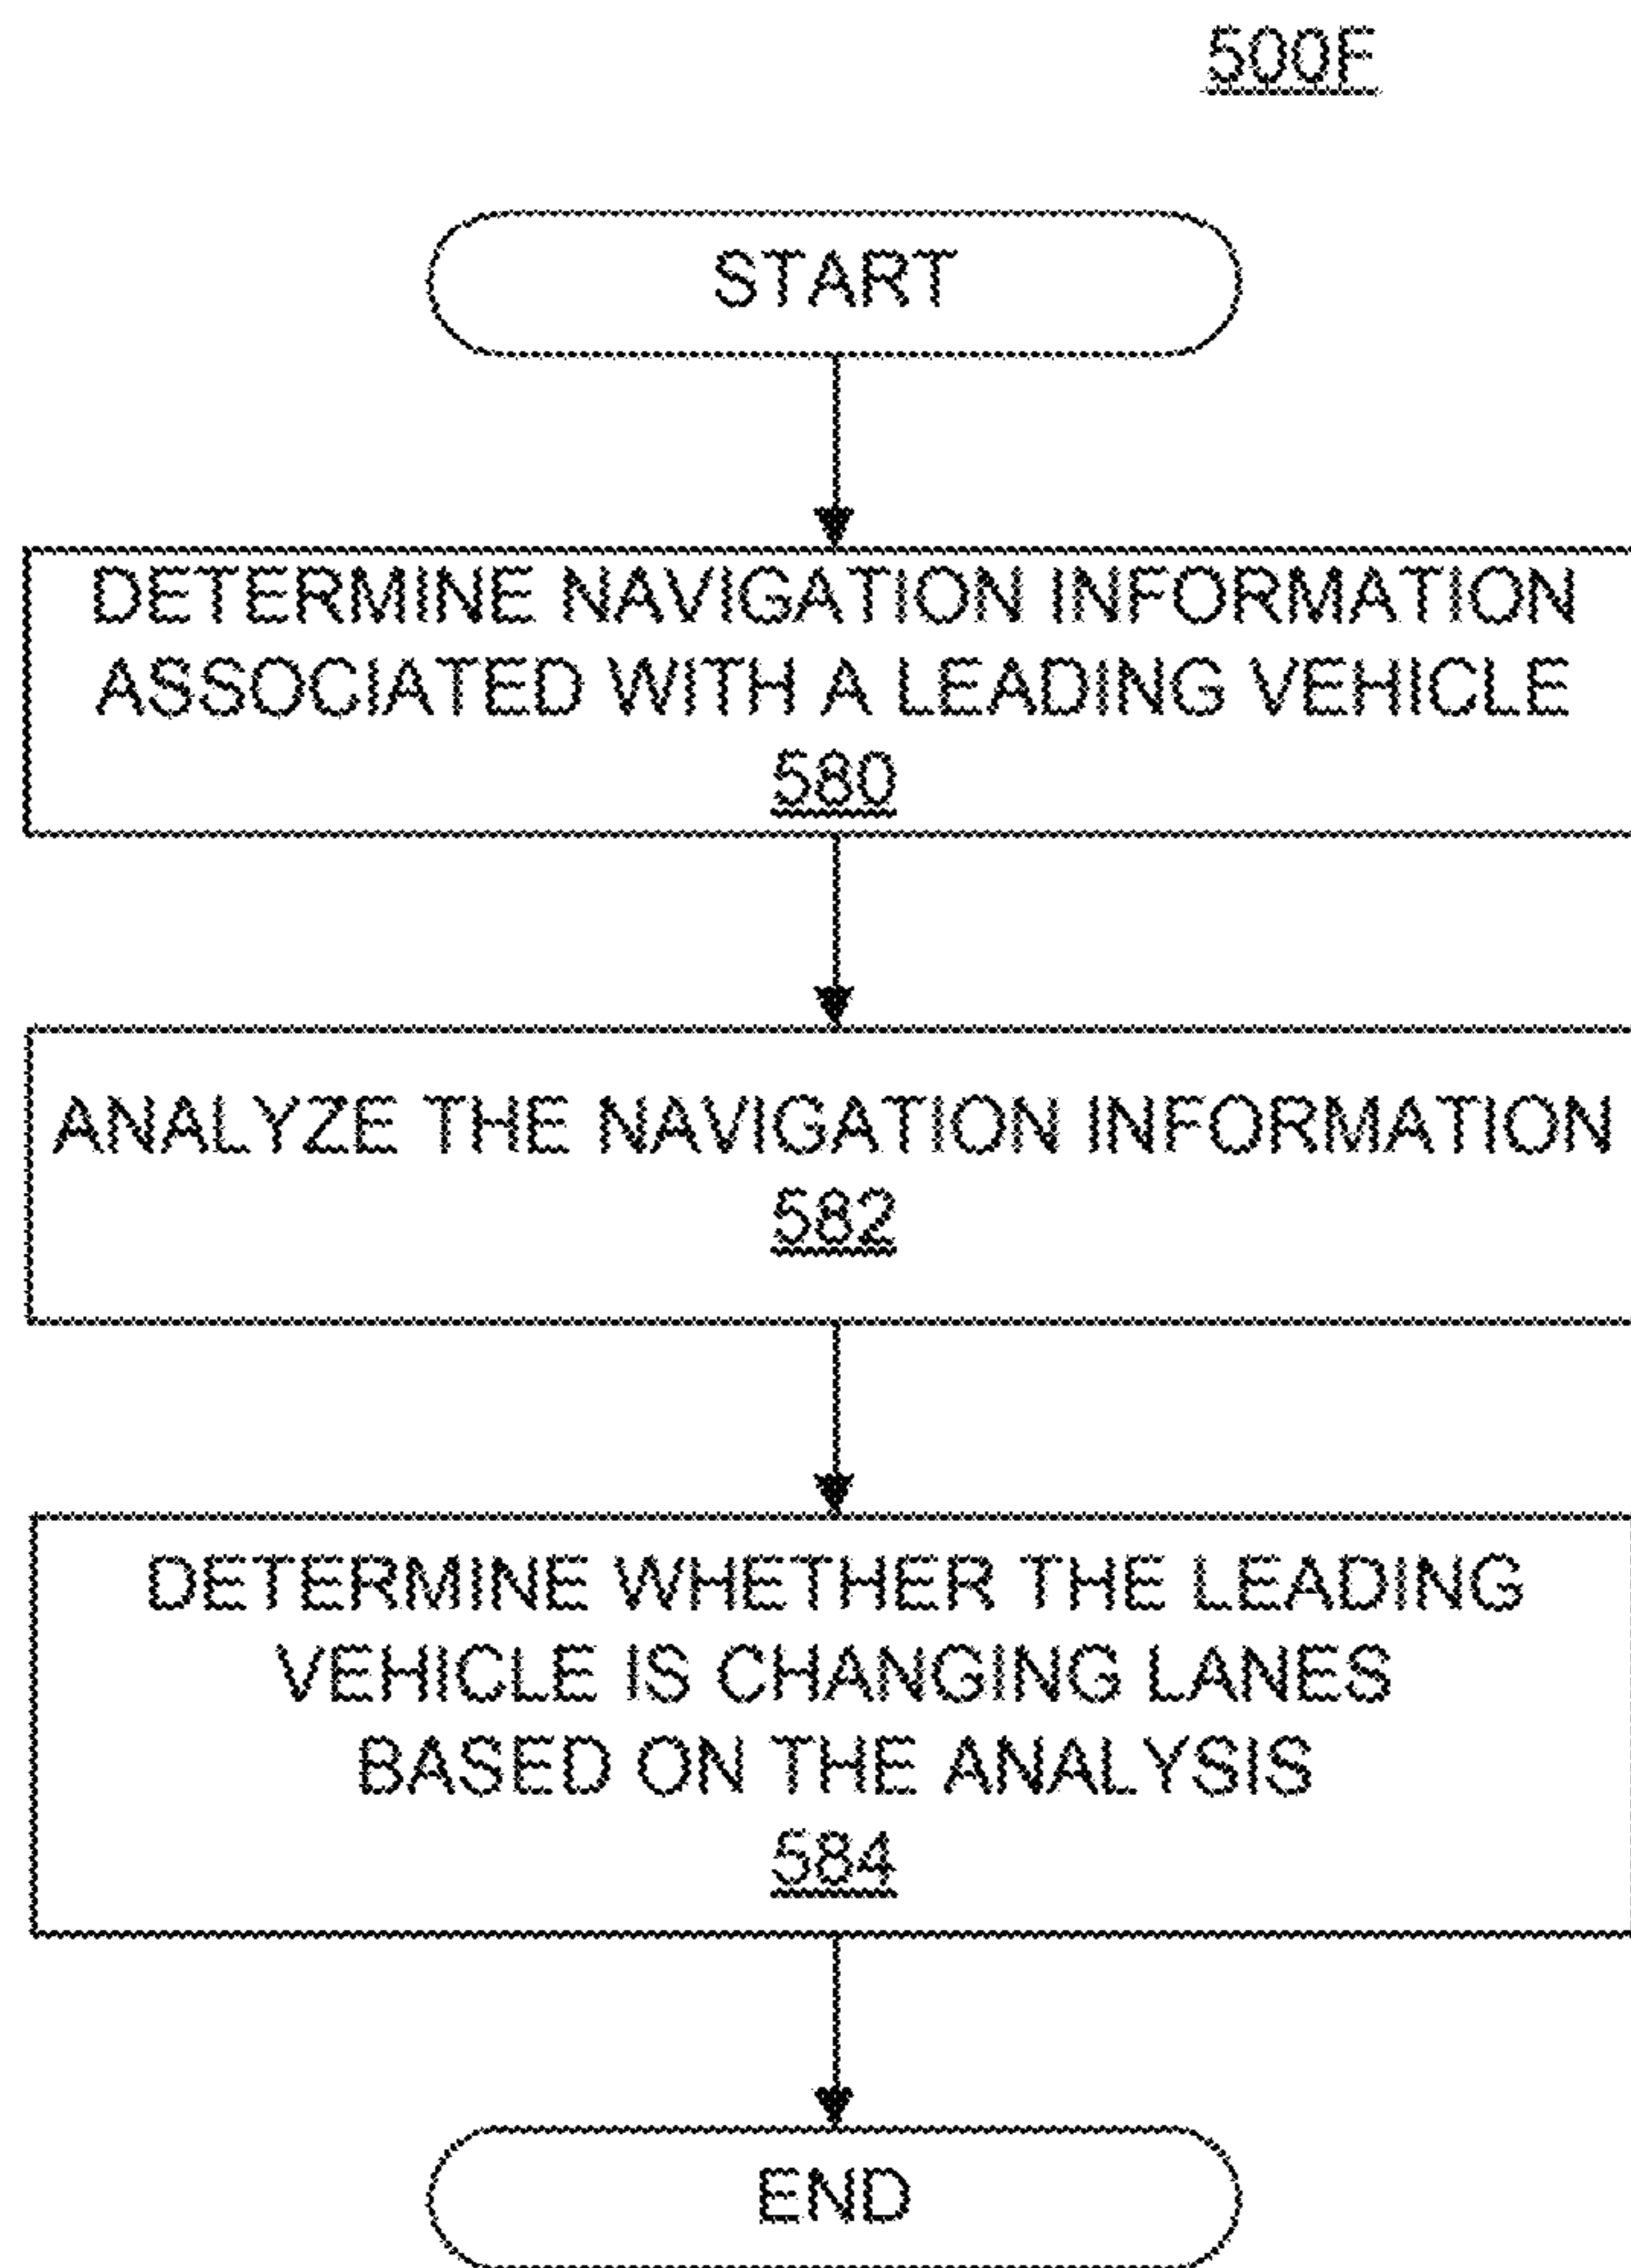 500F
START
DETERMINE NAVIGATION INFORMATION
ASSOCIATED WITH A LEADING VEHICLE
580
ANALYZE THE NAVIGATION INFORMATION
582
DETERMINE WHETHER THE LEADING
VEHICLE IS CHANGING LANES
BASED ON THE ANALYSIS
584
END